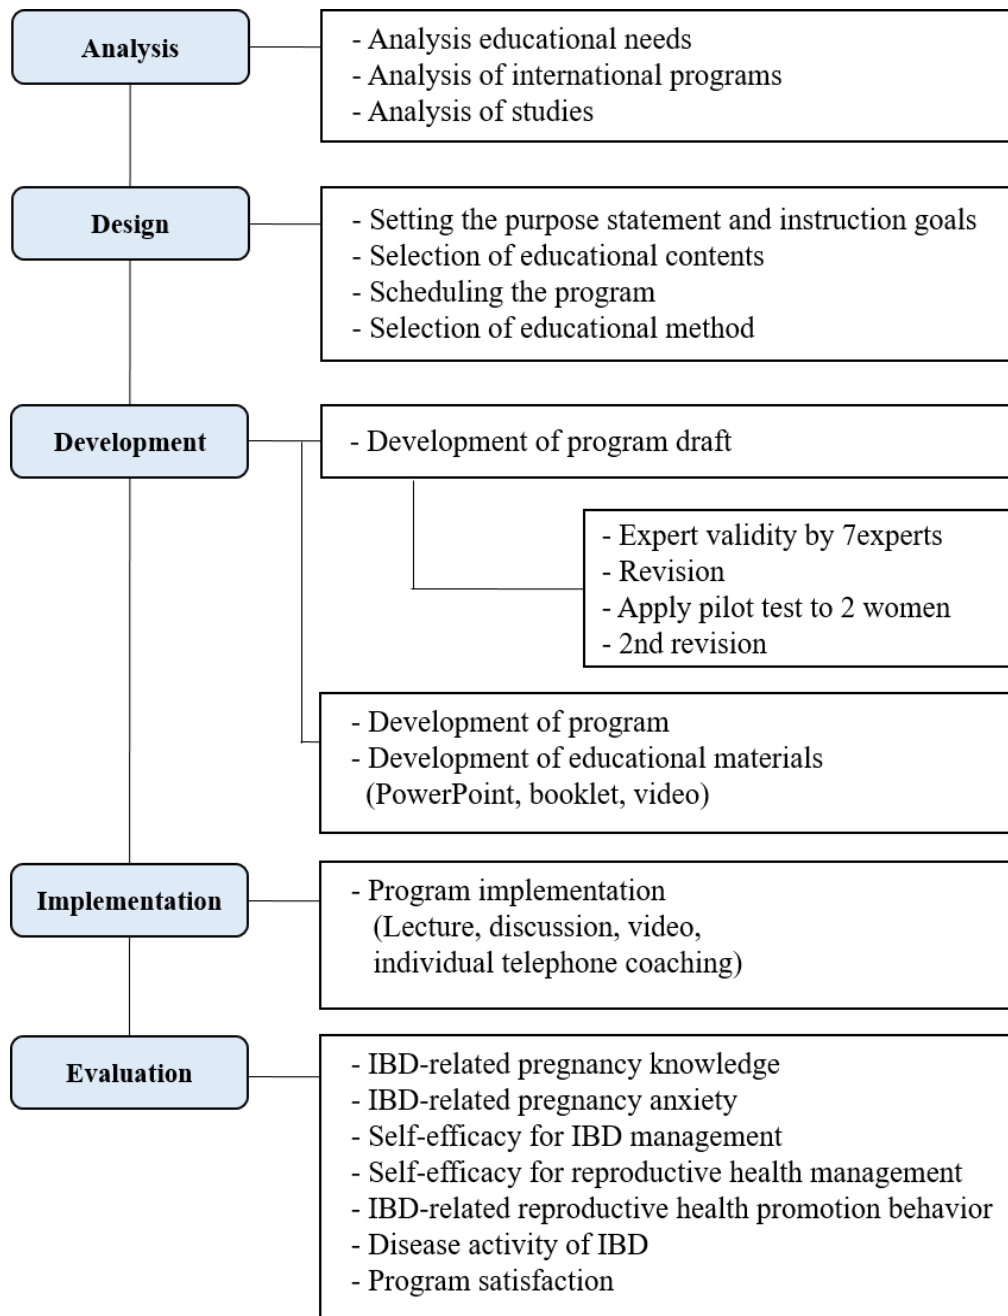 Analysis
- Analysis educational needs
- Analysis of international programs
- Analysis of studies
Design
- Setting the purpose statement and instruction goals
- Selection of educational contents
- Scheduling the program
- Selection of educational method
Development
- Development of program draft
- Expert validity by 7experts
- Revision
- Apply pilot test to 2 women
- 2nd revision
- Development of program
- Development of educational materials
(PowerPoint, booklet, video)
Implementation
- Program implementation
(Lecture, discussion, video,
individual telephone coaching)
Evaluation
- IBD-related pregnancy knowledge
- IBD-related pregnancy anxiety
- Self-efficacy for IBD management
- Self-efficacy for reproductive health management
- IBD-related reproductive health promotion behavior
- Disease activity of IBD
- Program satisfaction